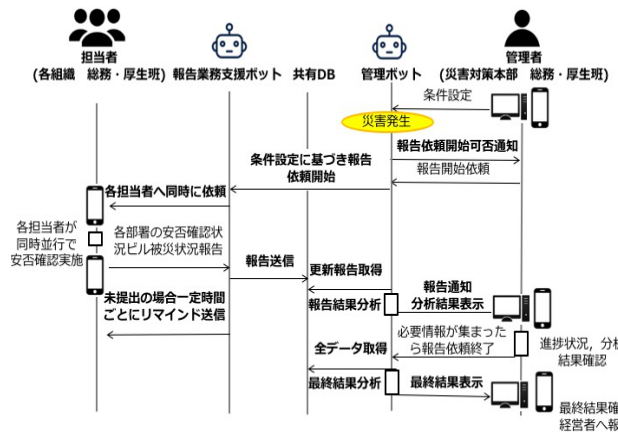 担当者
(各組織　総務・厚生班)
報告業務支援ボット
共有DB
管理ボット
管理者
(災害対策本部　総務・厚生班)
条件設定
災害発生
報告依頼開始可否通知
条件設定に基づき報告
依頼開始
報告開始依頼
各担当者へ同時に依頼
各担当者が
同時並行で
安否確認実施
各部署の安否確認状
況ビル被災状況報告
報告送信
更新報告取得
報告通知
分析結果表示
報告結果分析
未提出の場合一定時間
ごとにリマインド送信
必要情報が集まった
ら報告依頼終了
進捗状況，分析
結果確認
全データ取得
最終結果分析
最終結果表示
最終結果確
経営者へ報